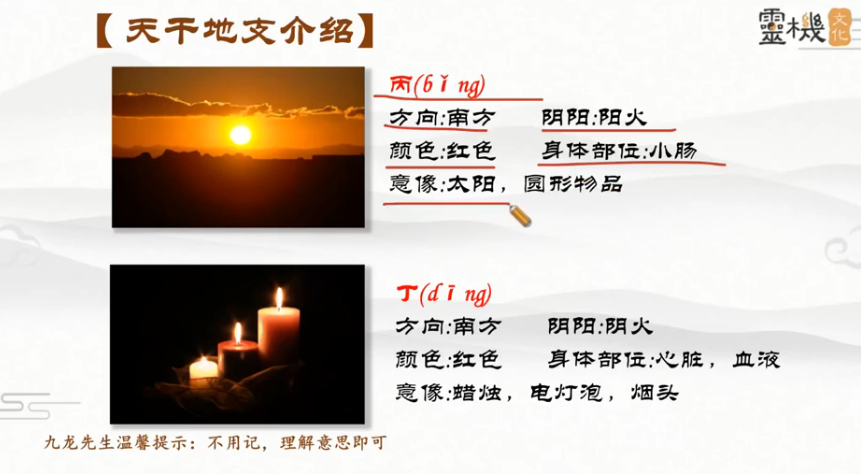 【天干地支介绍】
靈機文化
丙(bǐng)
方向:南方 阴阳:阳火
颜色:红色 身体部位:小肠
意像:太阳，圆形物品
丁(dīng)
方向:南方 阴阳:阴火
颜色:红色 身体部位:心脏，血液
意像:蜡烛，电灯泡，烟头
九龙先生温馨提示：不用记，理解意思即可